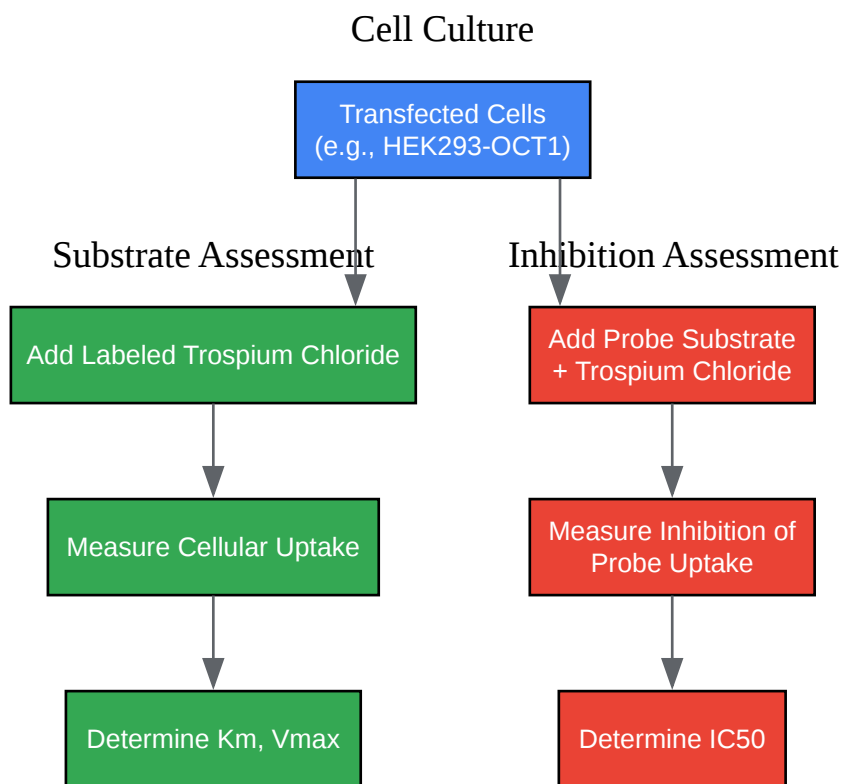 Cell Culture
Transfected Cells
(e.g., HEK293-OCT1)
Substrate Assessment
Inhibition Assessment
Add Labeled Trospium Chloride
Add Probe Substrate
+ Trospium Chloride
Measure Cellular Uptake
Measure Inhibition of
Probe Uptake
Determine Km, Vmax
Determine IC50